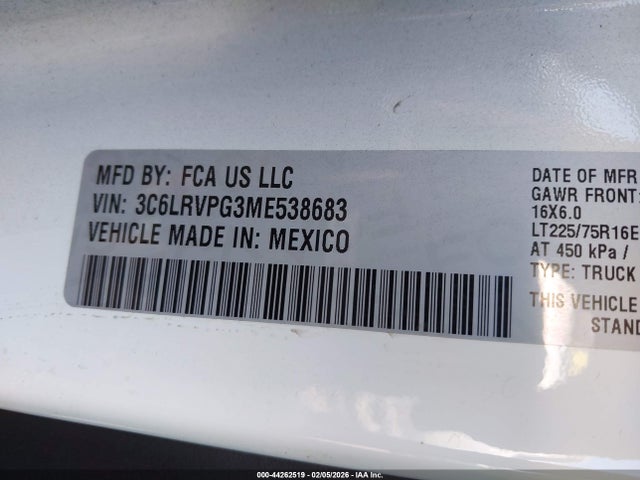 MFD BY: FCA US LLC
VIN: 3C6LRVPG3ME538683
VEHICLE MADE IN: MEXICO
DATE OF MFR
GAWR FRONT:
16X6.0
LT225/75R16E
AT 450 kPa /
TYPE: TRUCK
THIS VEHICLE
STAND
000-44262519 - 02/05/2026 - IAA Inc.